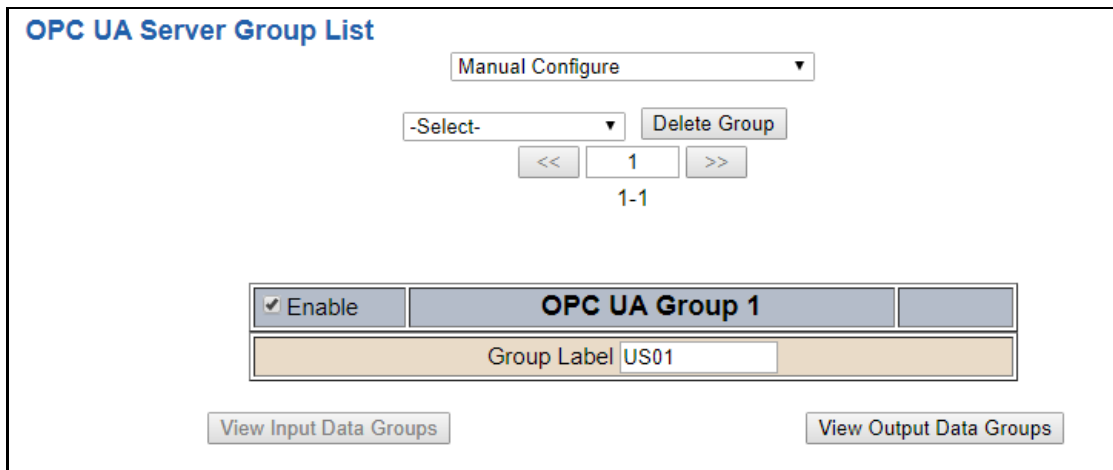 OPC UA Server Group List
Manual Configure
-Select- Delete Group
<< 1 >>
1-1
Enable OPC UA Group 1
Group Label US01
View Input Data Groups View Output Data Groups